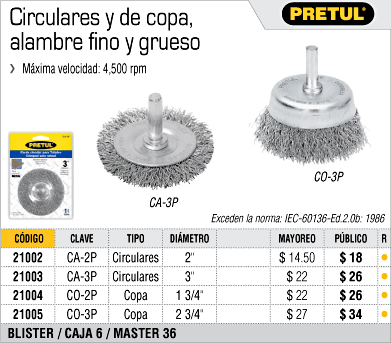 Circulares y de copa,
alambre fino y grueso
PRETUL®
❯ Máxima velocidad: 4,500 rpm
PRETUL
3"
CA-3P
CO-3P
Exceden la norma: IEC-60136-Ed.2.0b: 1986
CÓDIGO CLAVE TIPO DIÁMETRO MAYOREO PÚBLICO R
21002 CA-2P Circulares 2" $ 14.50 $ 18 •
21003 CA-3P Circulares 3" $ 22 $ 26 •
21004 CO-2P Copa 1 3/4" $ 22 $ 26 •
21005 CO-3P Copa 2 3/4" $ 27 $ 34 •
BLISTER / CAJA 6 / MASTER 36